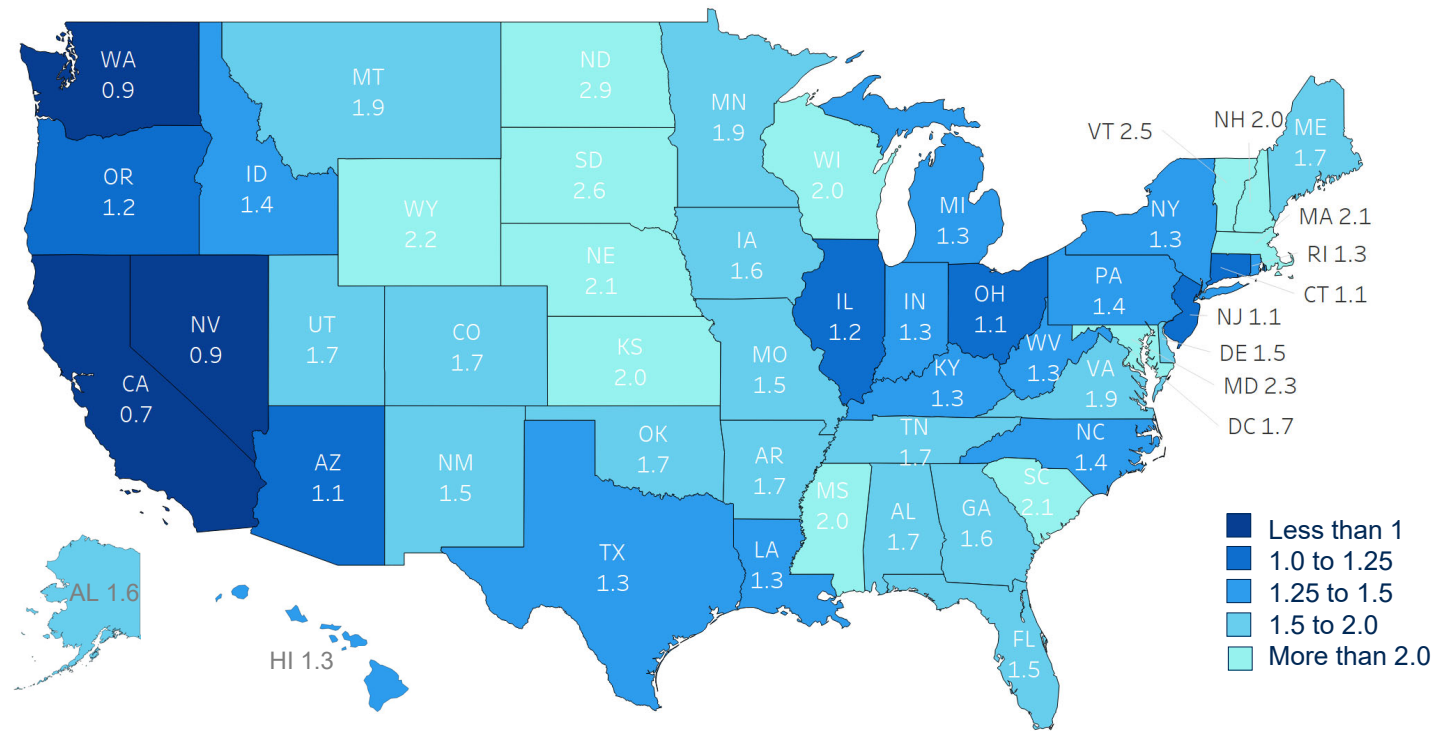 WA
0.9
MT
1.9
ND
2.9
MN
1.9
OR
1.2
ID
1.4
SD
2.6
WI
2.0
WY
2.2
MI
1.3
VT 2.5
NH 2.0
ME
1.7
NY
1.3
MA 2.1
RI 1.3
CT 1.1
NJ 1.1
DE 1.5
MD 2.3
DC 1.7
NE
2.1
IA
1.6
PA
1.4
NV
0.9
UT
1.7
CO
1.7
KS
2.0
MO
1.5
IL
1.2
IN
1.3
OH
1.1
WV
1.3
KY
1.3
VA
1.9
CA
0.7
AZ
1.1
NM
1.5
OK
1.7
AR
1.7
TN
1.7
NC
1.4
MS
2.0
AL
1.7
GA
1.6
SC
2.1
TX
1.3
LA
1.3
FL
1.5
AL 1.6
HI 1.3
Less than 1
1.0 to 1.25
1.25 to 1.5
1.5 to 2.0
More than 2.0